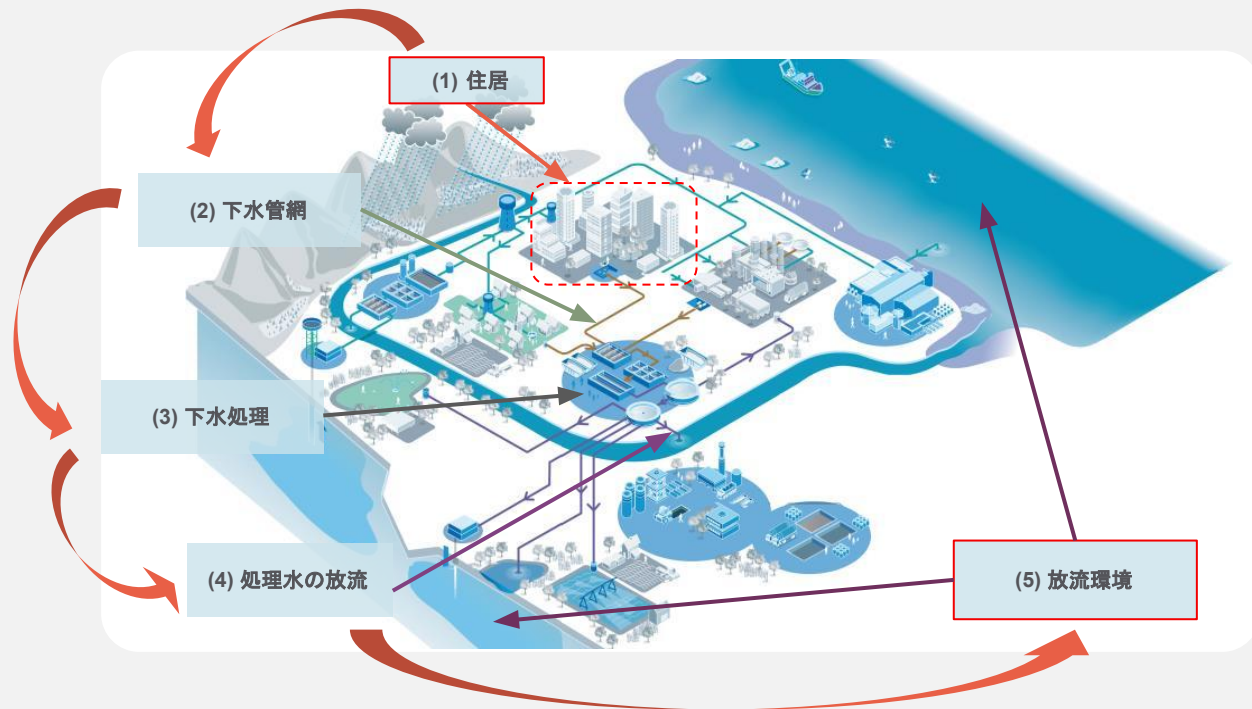 (1) 住居
(2) 下水管網
(3) 下水処理
(4) 処理水の放流
(5) 放流環境